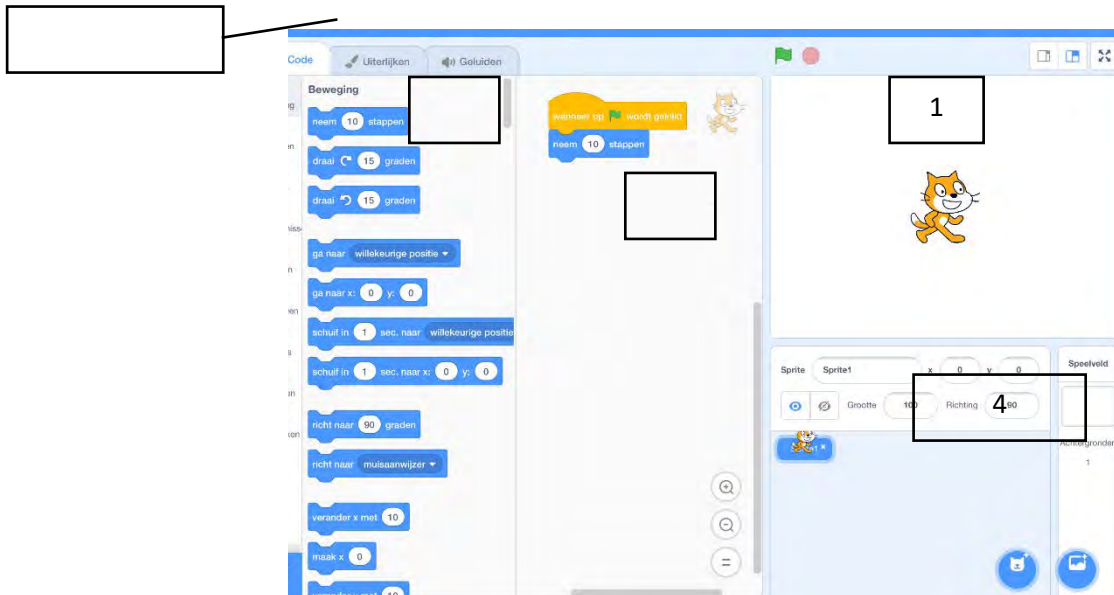 Code Uiterlijken Geluiden
Beweging
neem 10 stappen
draai 15 graden
draai 15 graden
ga naar willekeurige positie
ga naar x: 0 y: 0
schuif in 1 sec. naar willekeurige positie
schuif in 1 sec. naar x: 0 y: 0
richt naar 90 graden
richt naar muisaanwijzer
verander x met 10
maak x 0
wanneer op wordt geklikt
neem 10 stappen
1
Sprite Sprite1 x 0 y 0
Grootte 100 Richting 90
4
Speelveld
Achtergronden
1